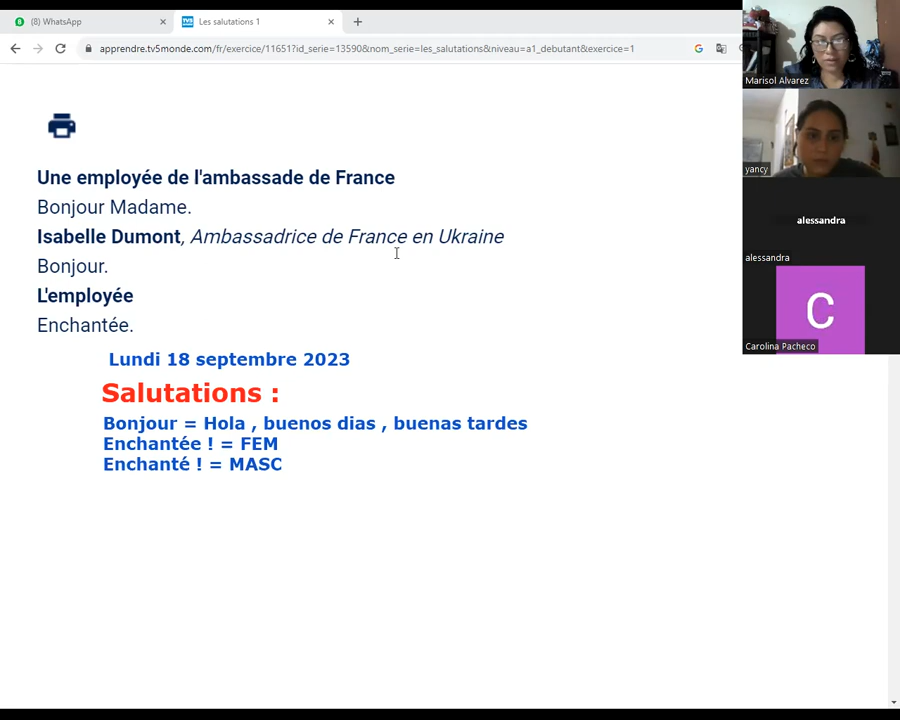 (8) WhatsApp
Les salutations 1
apprendre.tv5monde.com/fr/exercice/11651?id_serie=13590&nom_serie=les_salutations&niveau=a1_debutant&exercice=1
Une employée de l'ambassade de France
Bonjour Madame.
Isabelle Dumont, Ambassadrice de France en Ukraine
Bonjour.
L'employée
Enchantée.
Lundi 18 septembre 2023
Salutations :
Bonjour = Hola , buenos dias , buenas tardes
Enchantée ! = FEM
Enchanté ! = MASC
Marisol Alvarez
yancy
alessandra
alessandra
C
Carolina Pacheco